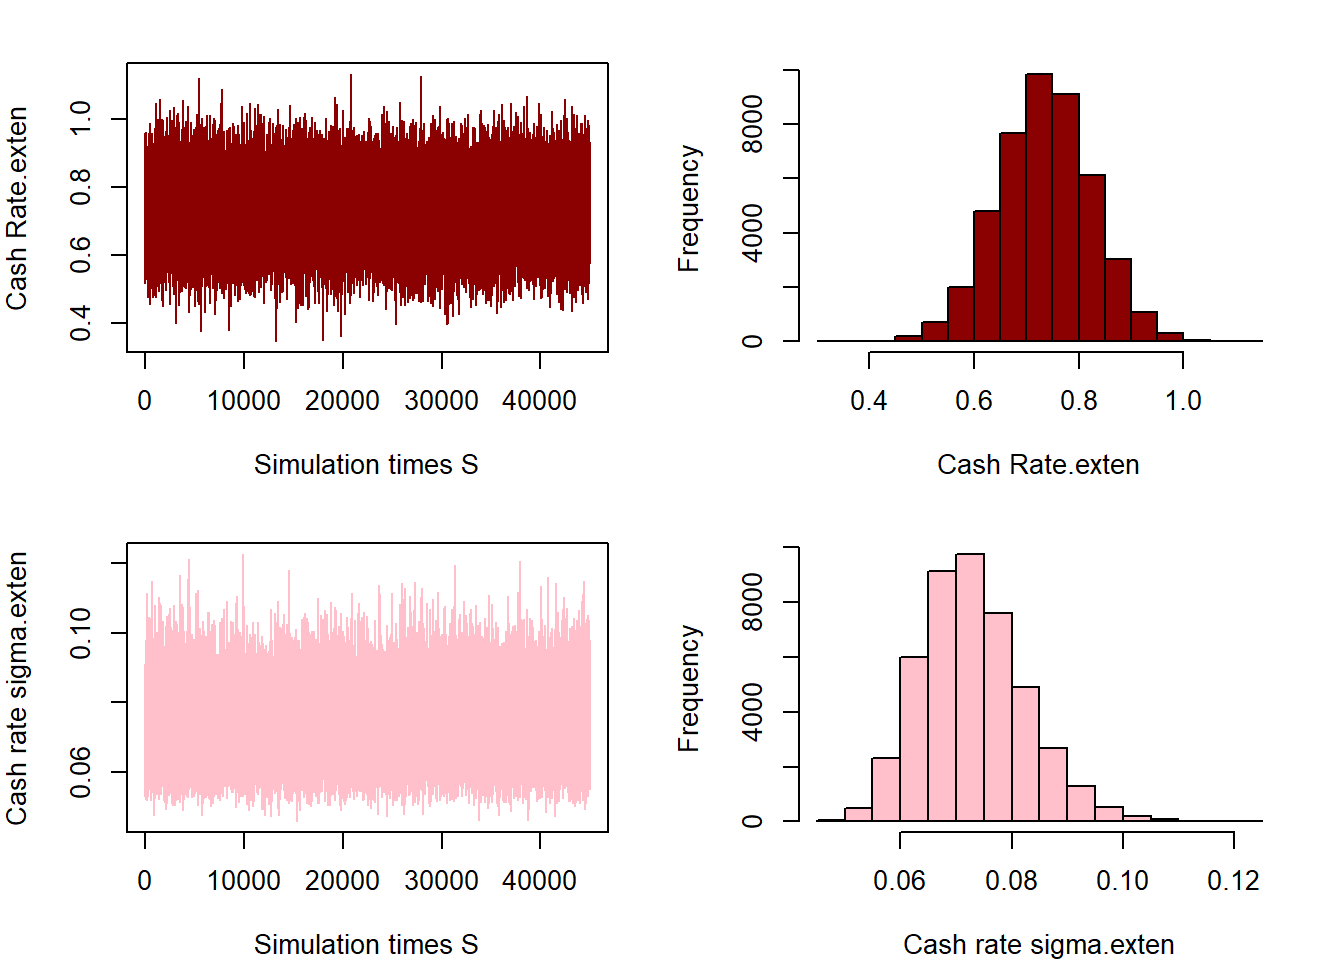 Cash Rate.exten
1.0
0.8
0.6
0.4
0 10000 20000 30000 40000
Simulation times S
Frequency
8000
4000
0
0.4 0.6 0.8 1.0
Cash Rate.exten
Cash rate sigma.exten
0.10
0.06
0 10000 20000 30000 40000
Simulation times S
Frequency
8000
4000
0
0.06 0.08 0.10 0.12
Cash rate sigma.exten